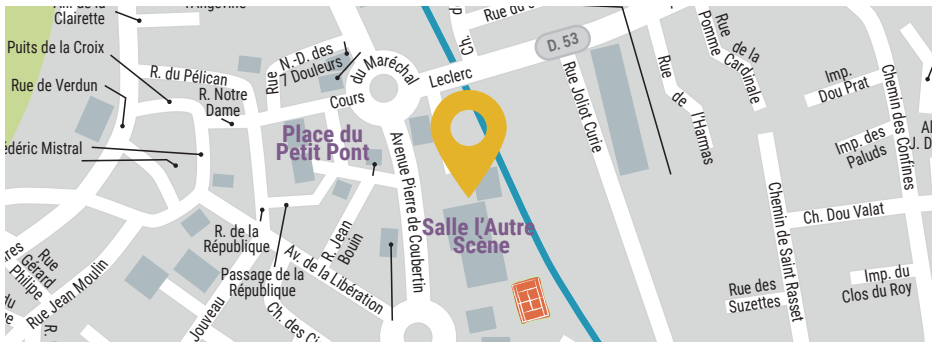 Clairette
Puits de la Croix
Rue de Verdun
R. du Pélican
R. Notre
Dame
Rue
N.-D. des
7 Douleurs
Cours
du Maréchal
Leclerc
Ch.
Rue du
D. 53
Rue Joliot Curie
Rue
de
l'Harmas
Rue de la
Pomme
Cardinale
Imp.
Dou Prat
Imp. des
Paluds
Chemin des Confines
édéric Mistral
Place du
Petit Pont
Avenue Pierre de Coubertin
Salle l'Autre
Scène
R. de la
République
Passage de la
République
R. Jean
Bouin
Av. de la Libération
Ch. des
Jouveau
Rue
Gérard
Philipe
Rue Jean Moulin
R.
du
Chemin de Saint Rasset
Ch. Dou Valat
Rue des
Suzettes
Imp. du
Clos du Roy
J. D